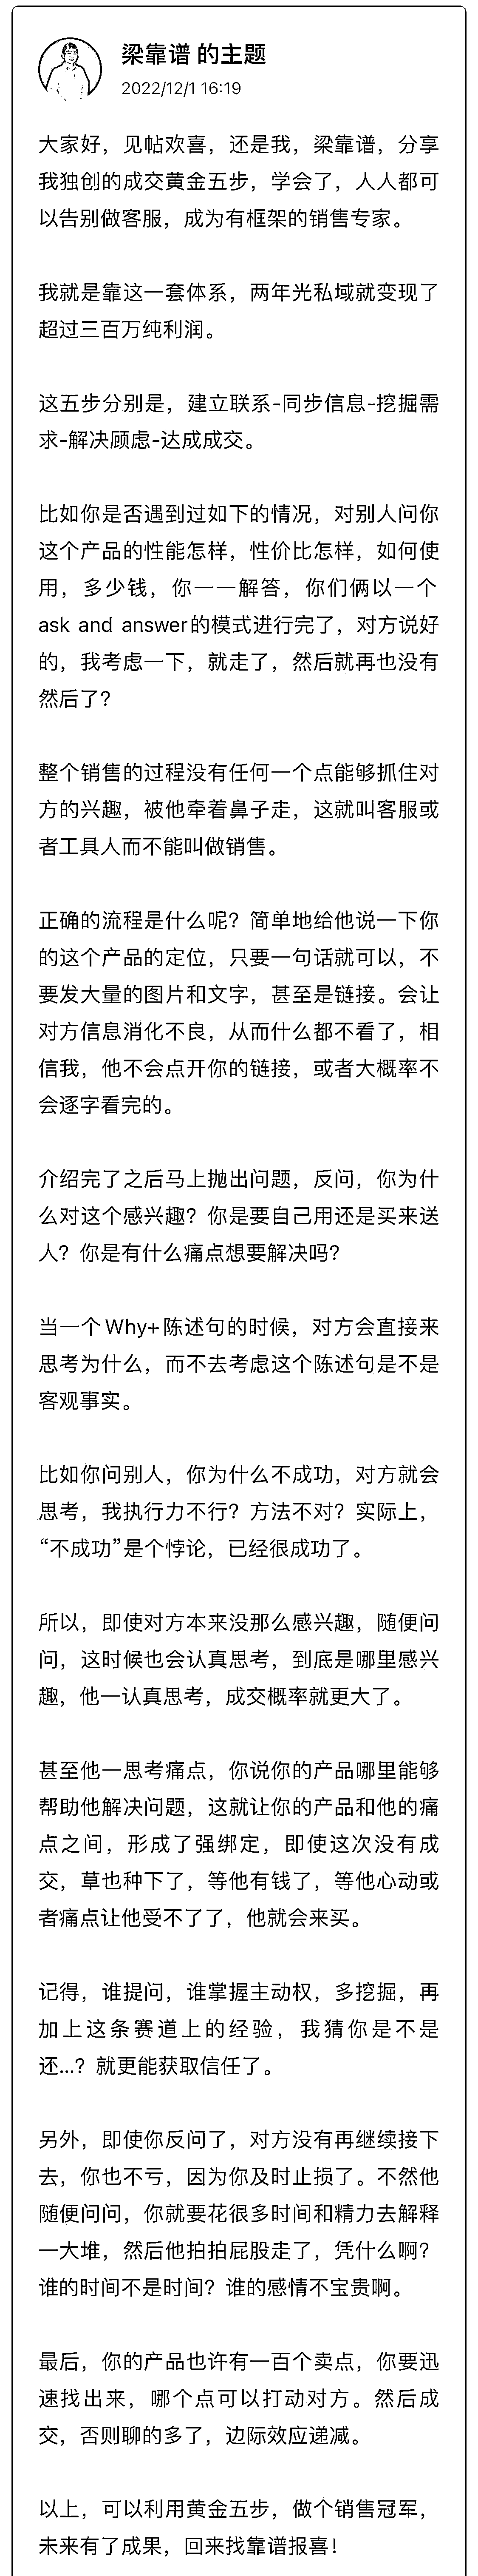 梁靠谱 的主题
2022/12/1 16:19
大家好，见帖欢喜，还是我，梁靠谱，分享
我独创的成交黄金五步，学会了，人人都可
以告别做客服，成为有框架的销售专家。
我就是靠这一套体系，两年光私域就变现了
超过三百万纯利润。
这五步分别是，建立联系-同步信息-挖掘需
求-解决顾虑-达成成交。
比如你是否遇到过如下的情况，对别人问你
这个产品的性能怎样，性价比怎样，如何使
用，多少钱，你一一解答，你们俩以一个
ask and answer的模式进行完了，对方说好
的，我考虑一下，就走了，然后就再也没有
然后了？
整个销售的过程没有任何一个点能够抓住对
方的兴趣，被他牵着鼻子走，这就叫客服或
者工具人而不能叫做销售。
正确的流程是什么呢？简单地给他说一下你
的这个产品的定位，只要一句话就可以，不
要发大量的图片和文字，甚至是链接。会让
对方信息消化不良，从而什么都不看了，相
信我，他不会点开你的链接，或者大概率不
会逐字看完的。
介绍完了之后马上抛出问题，反问，你为什
么对这个感兴趣？你是要自己用还是买来送
人？你是有什么痛点想要解决吗？
当一个Why+陈述句的时候，对方会直接来
思考为什么，而不去考虑这个陈述句是不是
客观事实。
比如你问别人，你为什么不成功，对方就会
思考，我执行力不行？方法不对？实际上，
“不成功”是个悖论，已经很成功了。
所以，即使对方本来没那么感兴趣，随便问
问，这时候也会认真思考，到底是哪里感兴
趣，他一认真思考，成交概率就更大了。
甚至他一思考痛点，你说你的产品哪里能够
帮助他解决问题，这就让你的产品和他的痛
点之间，形成了强绑定，即使这次没有成
交，草也种下了，等他有钱了，等他心动或
者痛点让他受不了了，他就会来买。
记得，谁提问，谁掌握主动权，多挖掘，再
加上这条赛道上的经验，我猜你是不是
还...？就更能获取信任了。
另外，即使你反问了，对方没有再继续接下
去，你也不亏，因为你及时止损了。不然他
随便问问，你就要花很多时间和精力去解释
一大堆，然后他拍拍屁股走了，凭什么啊？
谁的时间不是时间？谁的感情不宝贵啊。
最后，你的产品也许有一百个卖点，你要迅
速找出来，哪个点可以打动对方。然后成
交，否则聊的多了，边际效应递减。
以上，可以利用黄金五步，做个销售冠军，
未来有了成果，回来找靠谱报喜！